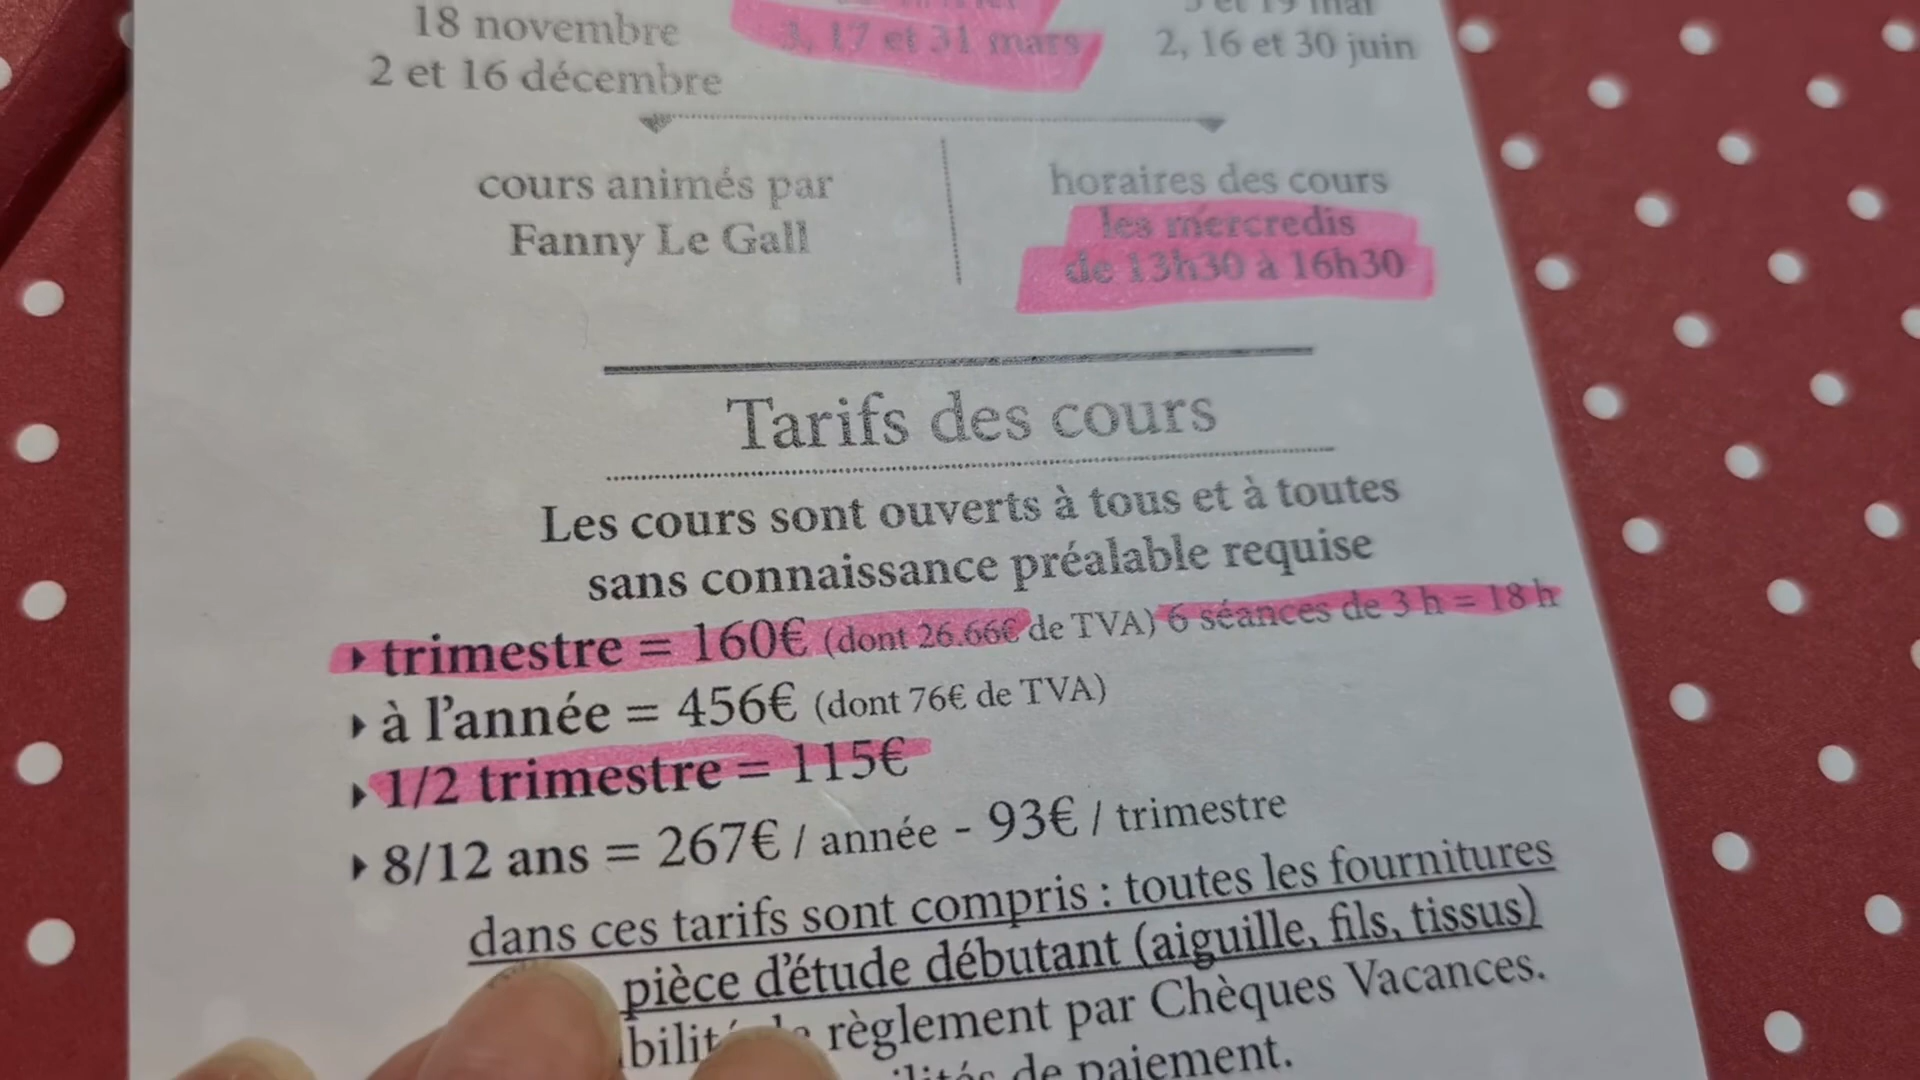 18 novembre
2 et 16 décembre
3, 17 et 31 mars
5 et 19 mai
2, 16 et 30 juin
cours animés par
Fanny Le Gall
horaires des cours
les mercredis
de 13h30 à 16h30
Tarifs des cours
Les cours sont ouverts à tous et à toutes
sans connaissance préalable requise
trimestre = 160€ (dont 26.66€ de TVA) 6 séances de 3 h = 18 h
à l'année = 456€ (dont 76€ de TVA)
1/2 trimestre = 115€
8/12 ans = 267€ / année - 93€ / trimestre
dans ces tarifs sont compris : toutes les fournitures
pièce d'étude débutant (aiguille, fils, tissus)
règlement par Chèques Vacances.
de paiement.